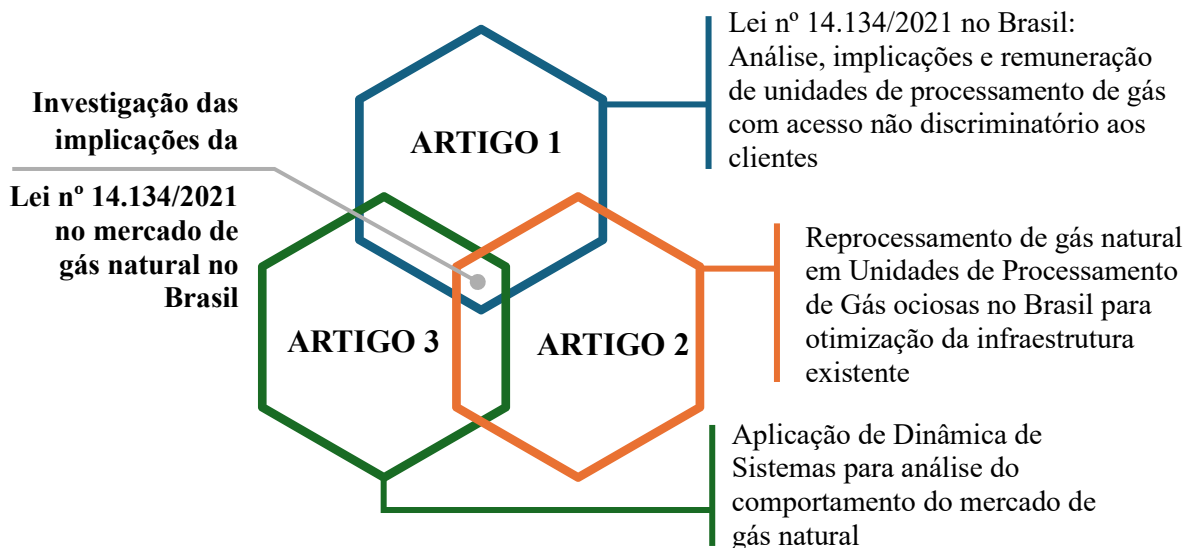 Investigação das
implicações da
Lei nº 14.134/2021
no mercado de
gás natural no
Brasil
ARTIGO 1
Lei nº 14.134/2021 no Brasil:
Análise, implicações e remuneração
de unidades de processamento de gás
com acesso não discriminatório aos
clientes
ARTIGO 2
Reprocessamento de gás natural
em Unidades de Processamento
de Gás ociosas no Brasil para
otimização da infraestrutura
existente
ARTIGO 3
Aplicação de Dinâmica de
Sistemas para análise do
comportamento do mercado de
gás natural